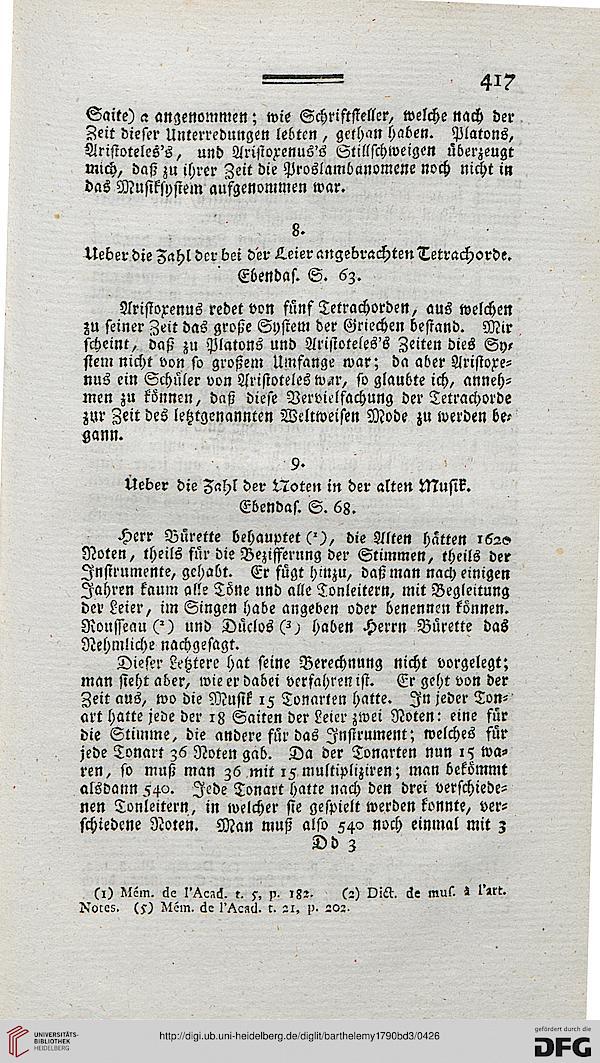 417
Saite) a angenommen; wie Schriftsteller, welche nach der
Zeit dieser Unterredungen lebten, gethan haben. Platons,
Aristoteles's, und Aristoxenus's Stillschweigen überzeugt
mich, daß zu ihrer Zeit die Proslambanomene noch nicht in
das Musiksystem aufgenommen war.
8.
Ueber die Zahl der bei der Leier angebrachten Tetrachorde.
Ebendas. S. 63.
Aristoxenus redet von fünf Tetrachorden, aus welchen
zu seiner Zeit das große System der Griechen bestand. Mir
scheint, daß zu Platons und Aristoteles's Zeiten dies Sy-
stem nicht von so großem Umfange war; da aber Aristoxe-
nus ein Schüler von Aristoteles war, so glaubte ich, anneh-
men zu können, daß diese Vervielfachung der Tetrachorde
zur Zeit des letztgenannten Weltweisen Mode zu werden be-
gann.
9.
Ueber die Zahl der Noten in der alten Musik.
Ebendas. S. 68.
Herr Bürette behauptet (1), die Alten hätten 1620
Noten, theils für die Bezifferung der Stimmen, theils der
Instrumente, gehabt. Er fügt hinzu, daß man nach einigen
Jahren kaum alle Töne und alle Tonleitern, mit Begleitung
der Leier, im Singen habe angeben oder benennen können.
Rousseau (2) und Düclos (3) haben Herrn Bürette das
Nehmliche nachgesagt.
Dieser Letztere hat seine Berechnung nicht vorgelegt;
man sieht aber, wie er dabei verfahren ist. Er geht von der
Zeit aus, wo die Musik 15 Tonarten hatte. In jeder Ton-
art hatte jede der 18 Saiten der Leier zwei Noten: eine für
die Stimme, die andere für das Instrument; welches für
jede Tonart 36 Noten gab. Da der Tonarten nun 15 wa-
ren, so muß man 36 mit 15 multipliziren; man bekömmt
alsdann 540. Jede Tonart hatte nach den drei verschiede-
nen Tonleitern, in welcher sie gespielt werden konnte, ver-
schiedene Noten. Man muß also 540 noch einmal mit 3
Dd 3
(1) Mém. de l'Acad. t. 5, p. 182. (2) Dict. de mus. à l'art.
Notes. (5) Mém. de l'Acad. t. 21, p. 202.
UNIVERSITÄTS-
BIBLIOTHEK
HEIDELBERG
http://digi.ub.uni-heidelberg.de/diglit/barthelemy1790bd3/0426
gefördert durch die
DFG